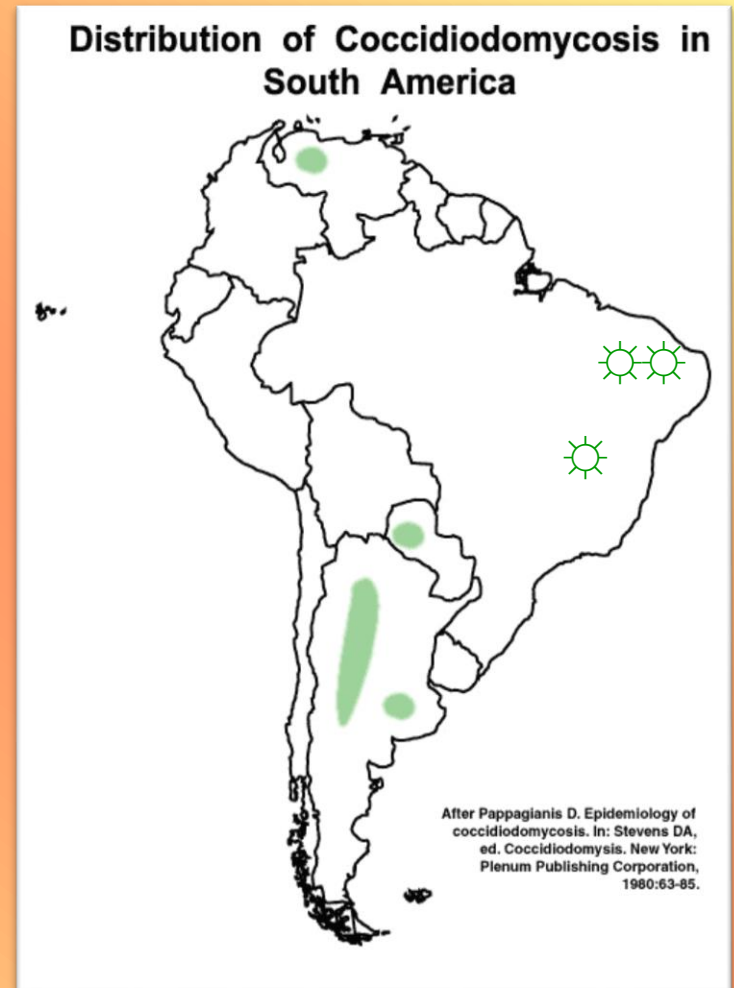 Distribution of Coccidiodomycosis in
South America
After Pappagianis D. Epidemiology of
coccidiodomycosis. In: Stevens DA,
ed. Coccidiodomysis. New York:
Plenum Publishing Corporation,
1980:63-85.